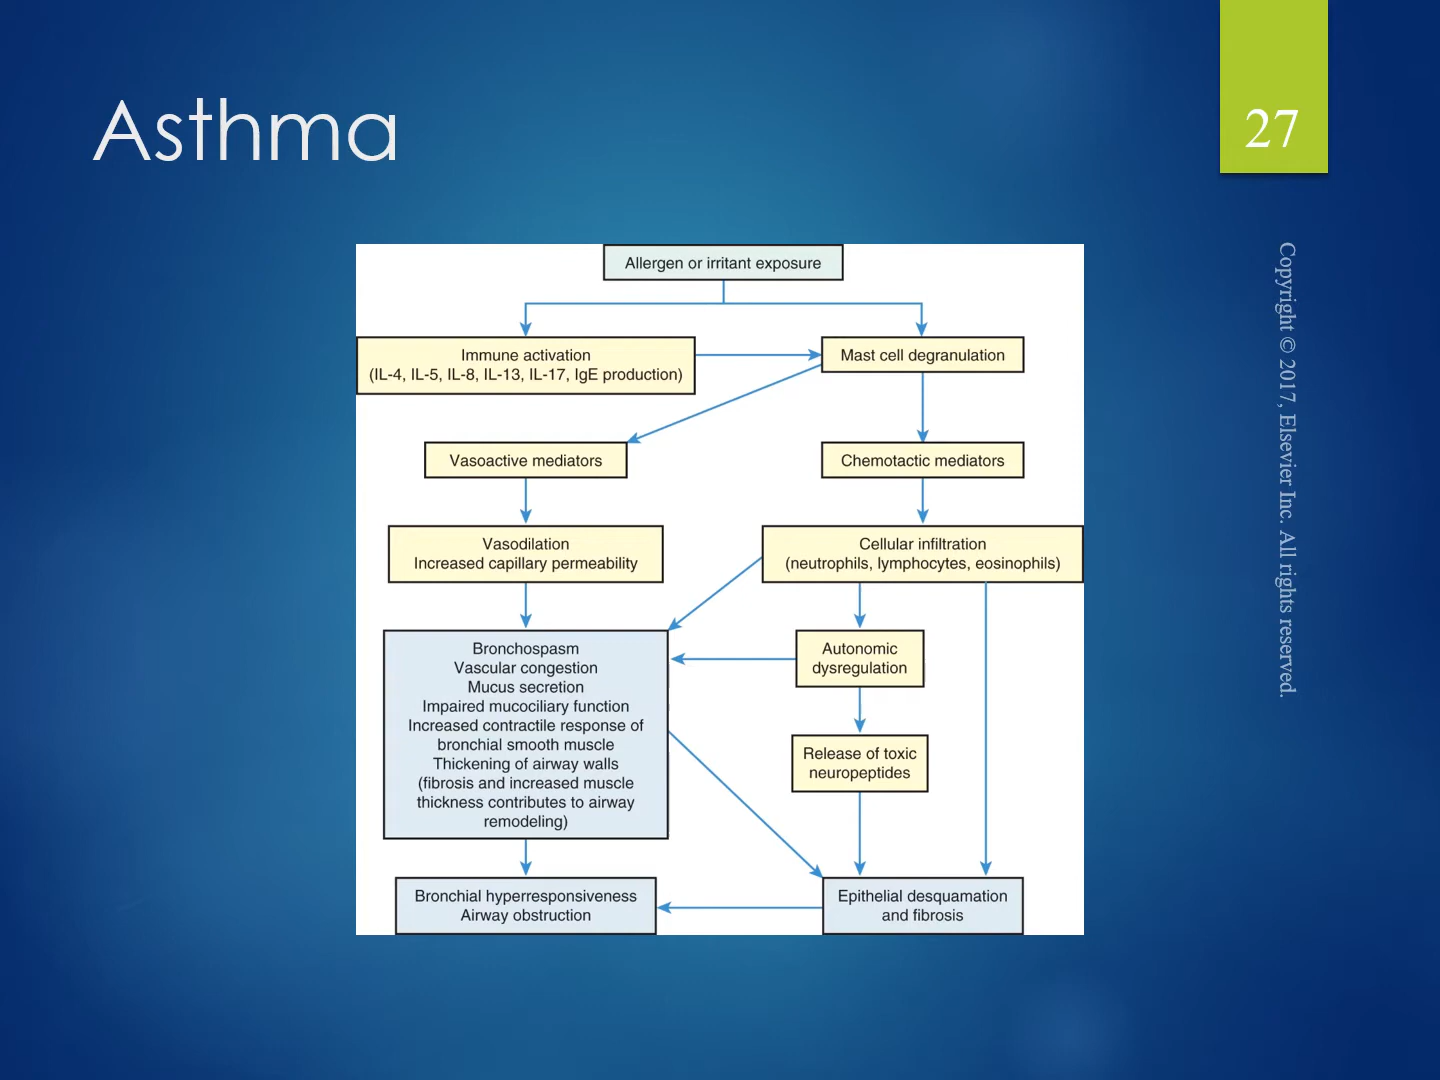 Asthma
27
Allergen or irritant exposure
Immune activation
(IL-4, IL-5, IL-8, IL-13, IL-17, IgE production)
Mast cell degranulation
Vasoactive mediators
Chemotactic mediators
Vasodilation
Increased capillary permeability
Cellular infiltration
(neutrophils, lymphocytes, eosinophils)
Bronchospasm
Vascular congestion
Mucus secretion
Impaired mucociliary function
Increased contractile response of
bronchial smooth muscle
Thickening of airway walls
(fibrosis and increased muscle
thickness contributes to airway
remodeling)
Autonomic
dysregulation
Release of toxic
neuropeptides
Bronchial hyperresponsiveness
Airway obstruction
Epithelial desquamation
and fibrosis
Copyright © 2017, Elsevier Inc. All rights reserved.